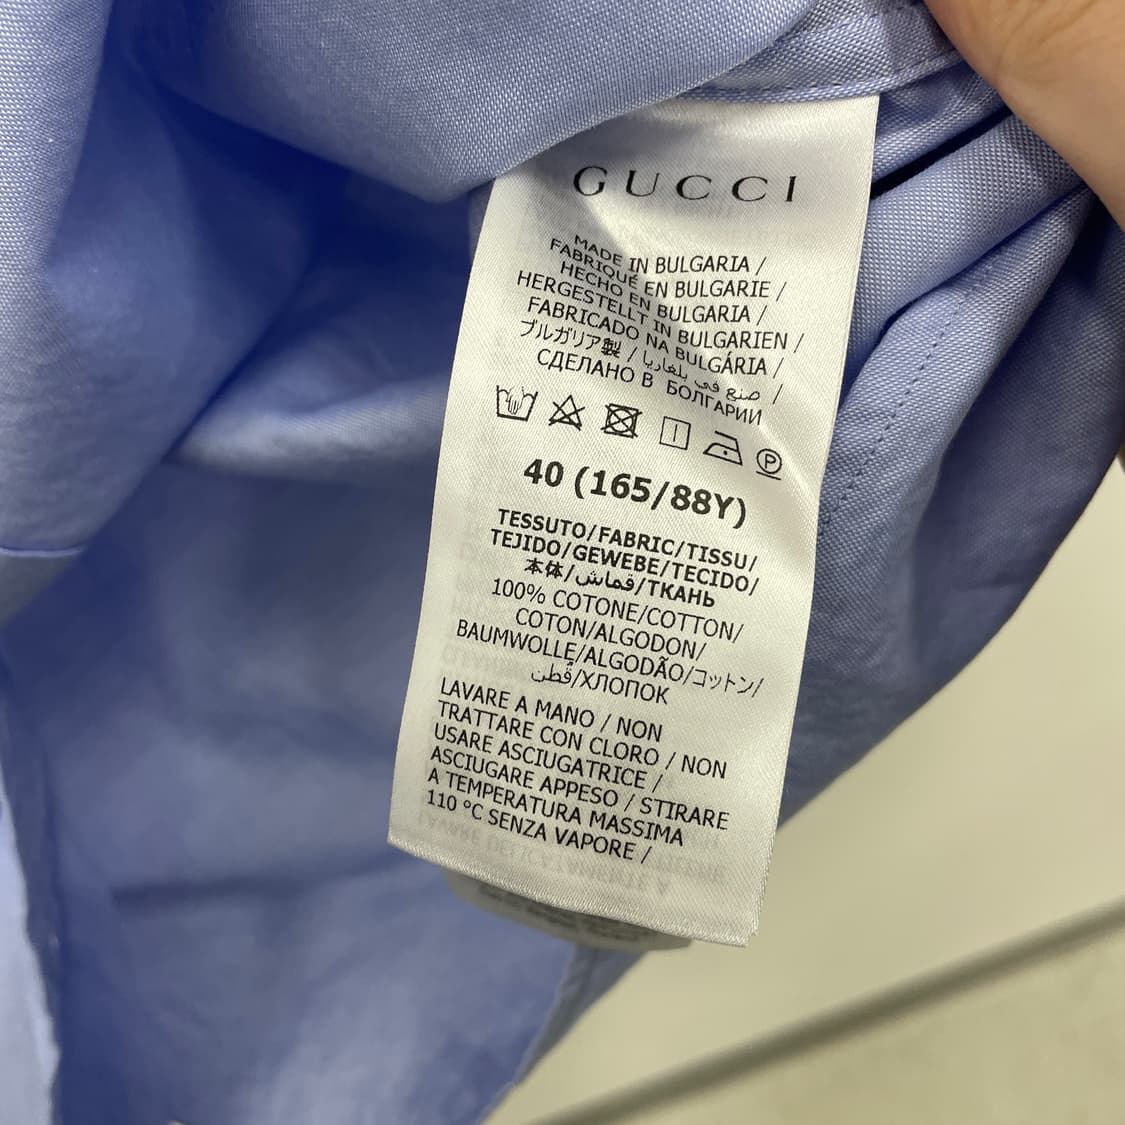 GUCCI
MADE IN BULGARIA /
FABRIQUÉ EN BULGARIE /
HECHO EN BULGARIA /
HERGESTELLT IN BULGARIEN /
FABRICADO NA BULGÁRIA /
ブルガリア製 / صنع في بلغاريا /
СДЕЛАНО В БОЛГАРИИ
P
40 (165/88Y)
TESSUTO/FABRIC/TISSU/
TEJIDO/GEWEBE/TECIDO/
本体/قماش/ТКАНЬ
100% COTONE/COTTON/
COTON/ALGODON/
BAUMWOLLE/ALGODÃO/コットン/
قطن/ХЛОПОК
LAVARE A MANO / NON
TRATTARE CON CLORO / NON
USARE ASCIUGATRICE /
ASCIUGARE APPESO / STIRARE
A TEMPERATURA MASSIMA
110 °C SENZA VAPORE /